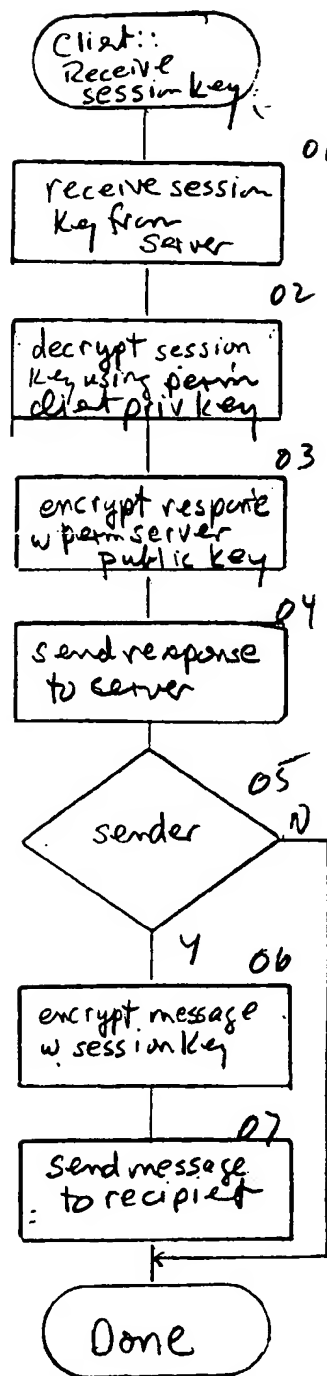 Client::
Receive
session key
01
receive session
key from
server
02
decrypt session
key using perm
client priv key
03
encrypt response
w perm server
public key
04
send response
to server
05
sender
N
Y
06
encrypt message
w session key
07
send message
to recipient
Done